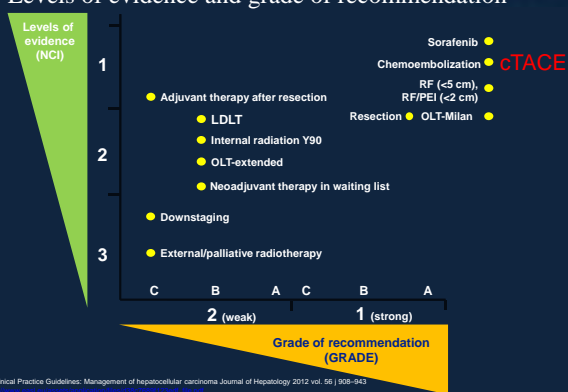 Levels of evidence and grade of recommendation
Levels of
evidence
(NCI)
1
2
3
Sorafenib
Chemoembolization
cTACE
RF (<5 cm),
RF/PEI (<2 cm)
Adjuvant therapy after resection
LDLT
Resection
OLT-Milan
Internal radiation Y90
OLT-extended
Neoadjuvant therapy in waiting list
Downstaging
External/palliative radiotherapy
C B A C B A
2 (weak) 1 (strong)
Grade of recommendation
(GRADE)
Clinical Practice Guidelines: Management of hepatocellular carcinoma Journal of Hepatology 2012 vol. 56 | 908–943